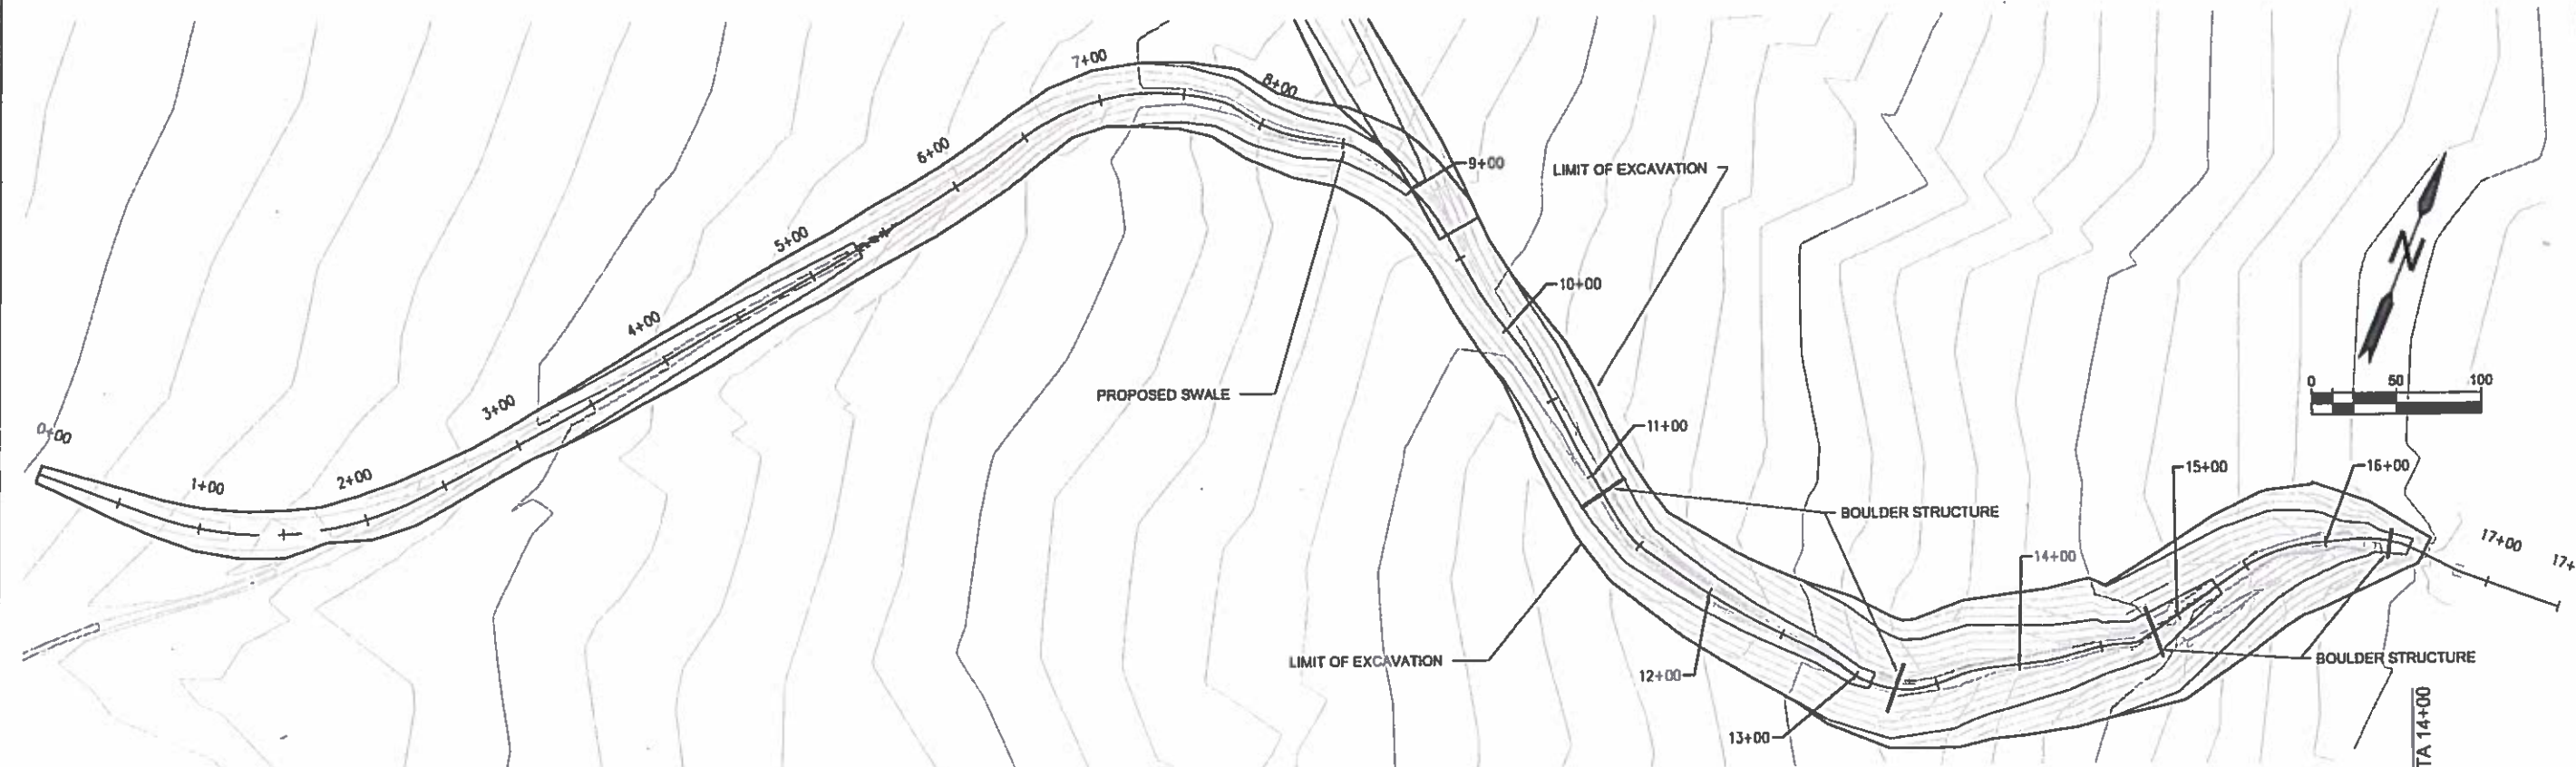 7+00
8+00
6+00
9+00
LIMIT OF EXCAVATION
N
5+00
10+00
4+00
0 50 100
PROPOSED SWALE
3+00
0+00
11+00
2+00
1+00
15+00
16+00
BOULDER STRUCTURE
17+00
14+00
17+
LIMIT OF EXCAVATION
12+00
BOULDER STRUCTURE
13+00
TA 14+00